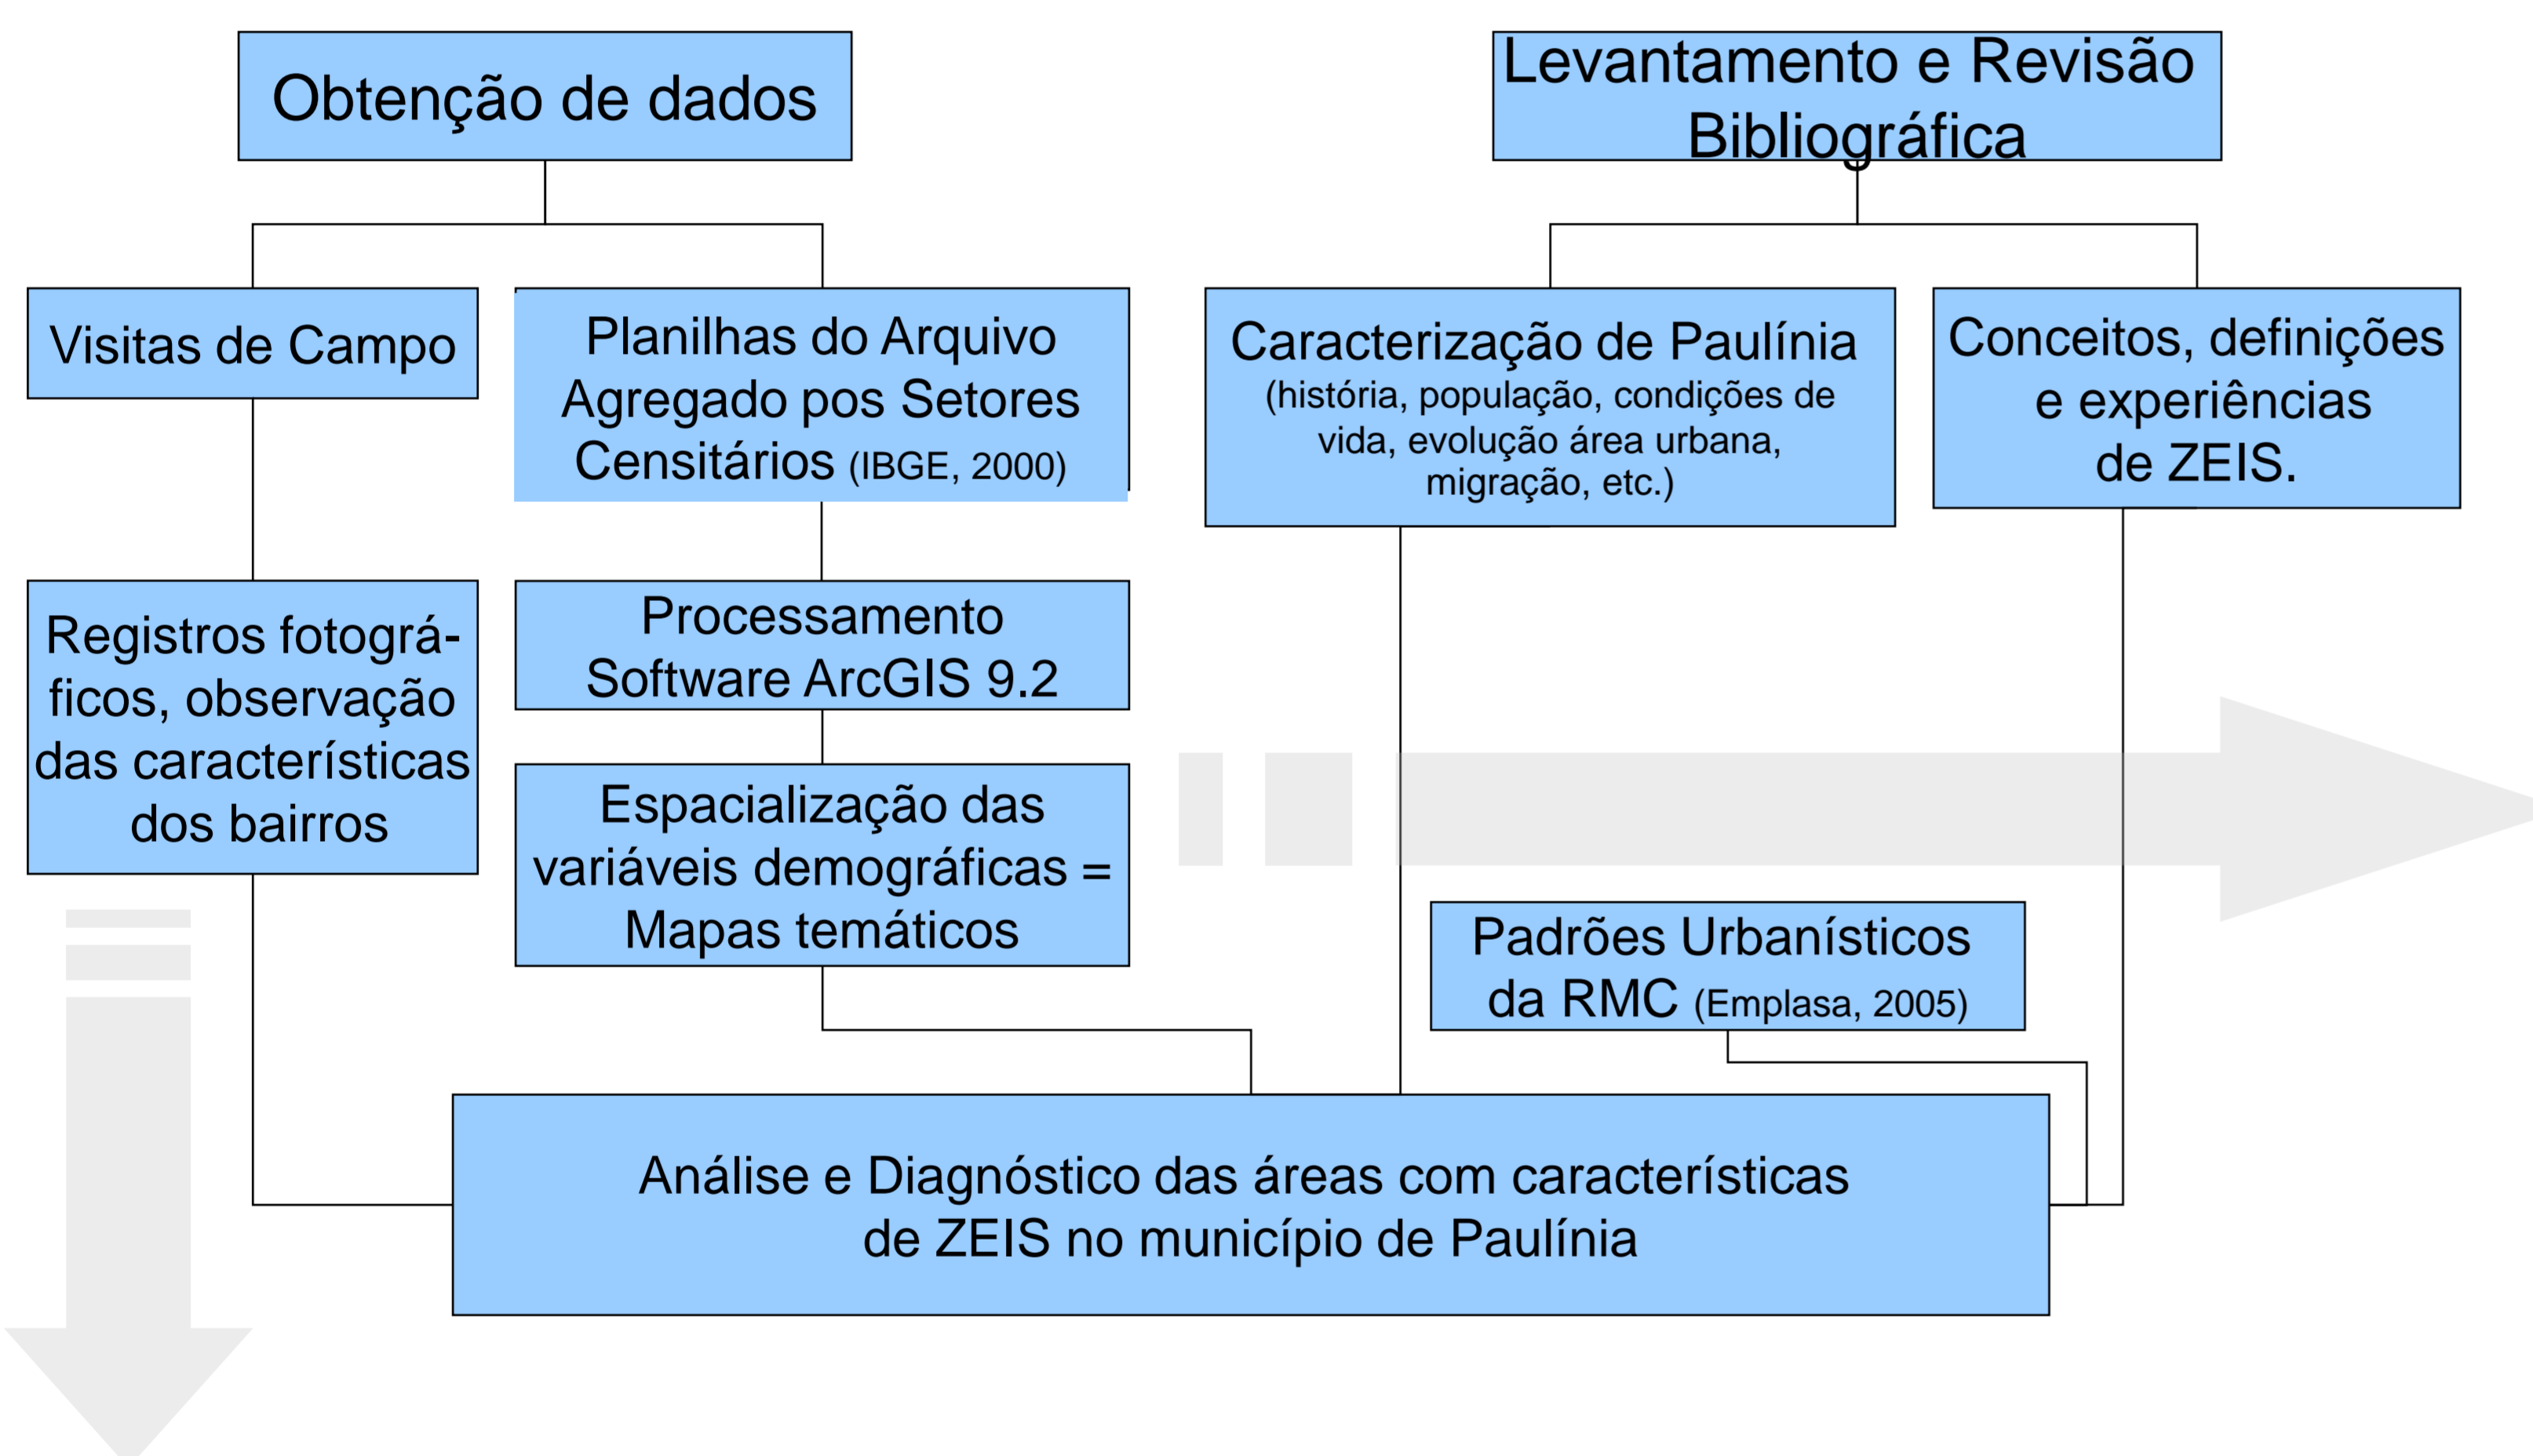 Obtenção de dados
Levantamento e Revisão
Bibliográfica
Visitas de Campo
Planilhas do Arquivo
Agregado pos Setores
Censitários (IBGE, 2000)
Caracterização de Paulínia
(história, população, condições de
vida, evolução área urbana,
migração, etc.)
Conceitos, definições
e experiências
de ZEIS.
Registros fotográ-
ficos, observação
das características
dos bairros
Processamento
Software ArcGIS 9.2
Espacialização das
variáveis demográficas =
Mapas temáticos
Padrões Urbanísticos
da RMC (Emplasa, 2005)
Análise e Diagnóstico das áreas com características
de ZEIS no município de Paulínia